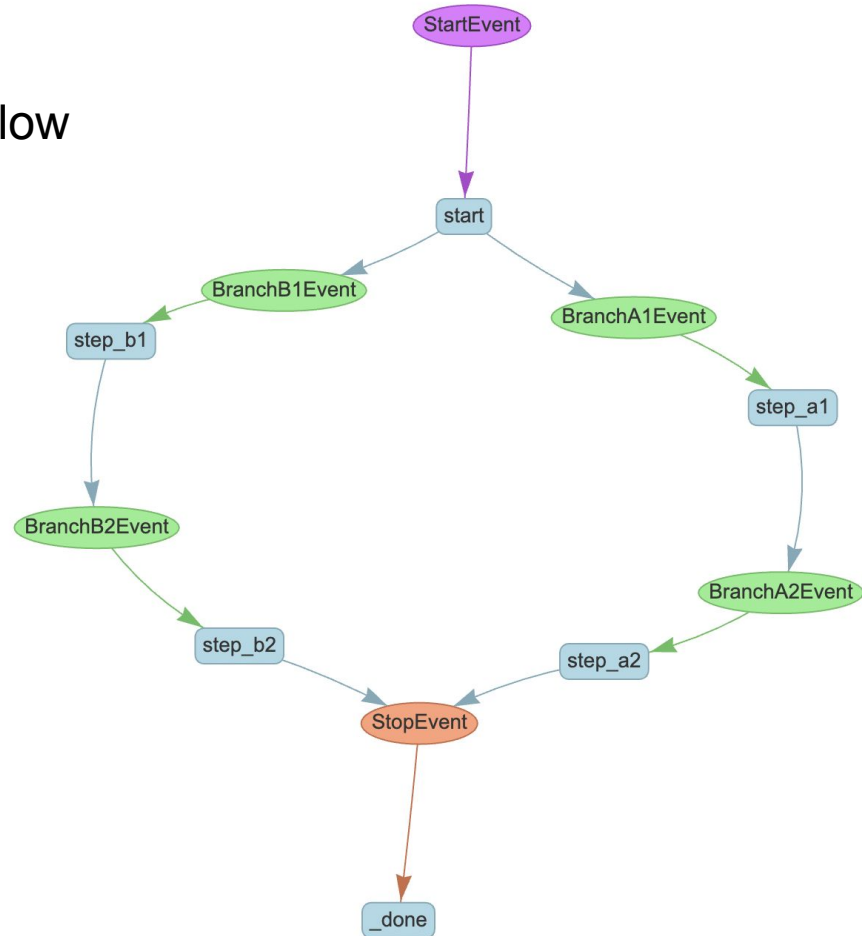 StartEvent
low
start
BranchB1Event
BranchA1Event
step_b1
step_a1
BranchB2Event
BranchA2Event
step_b2
step_a2
StopEvent
_done